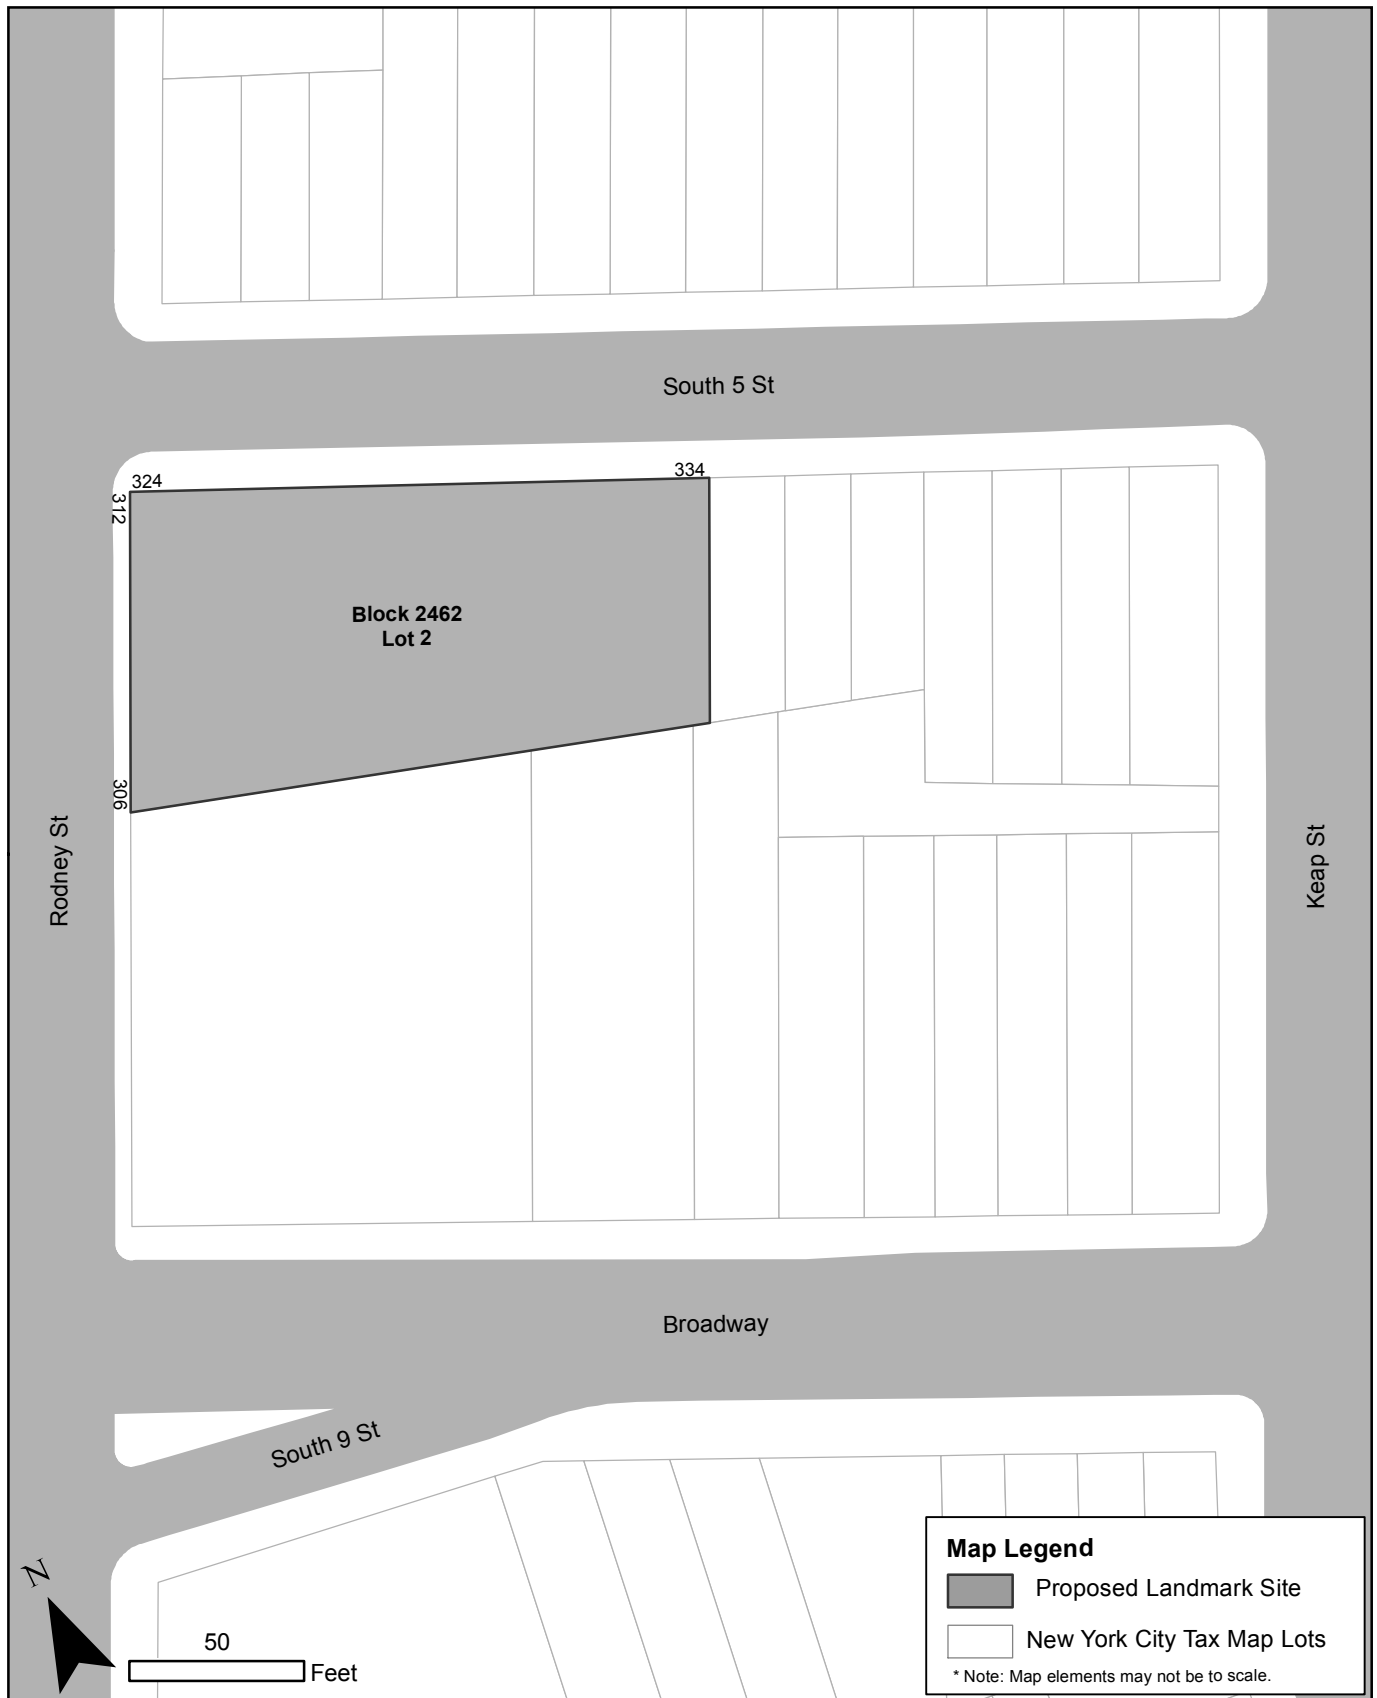 South 5 St
324
334
312
Block 2462
Lot 2
306
Rodney St
Keap St
Broadway
South 9 St
N
50
Feet
Map Legend
Proposed Landmark Site
New York City Tax Map Lots
* Note: Map elements may not be to scale.